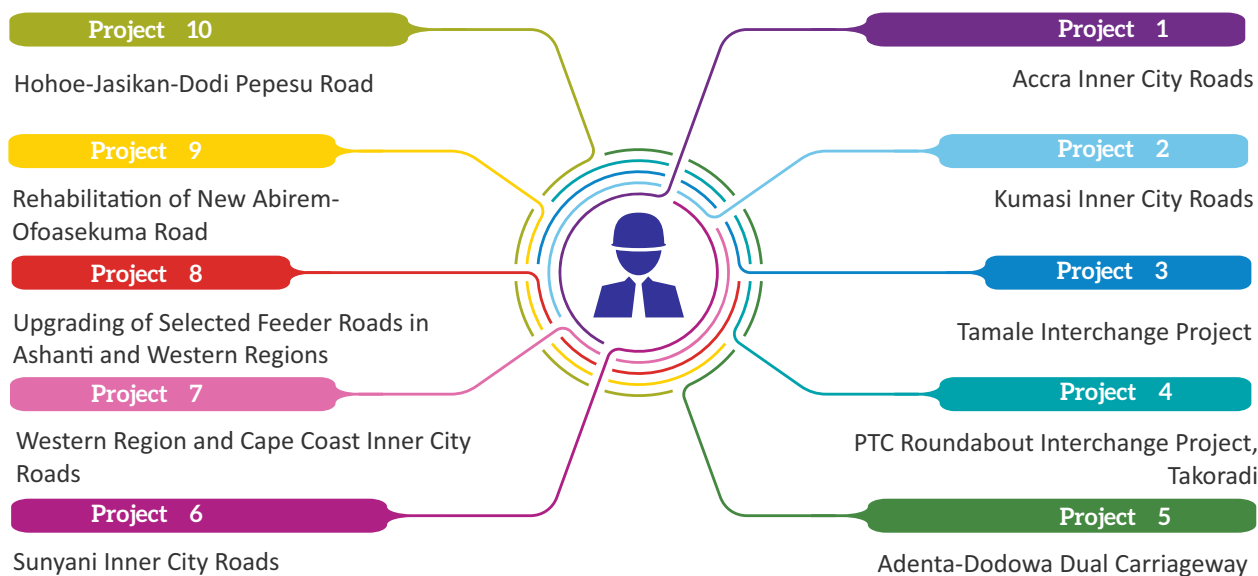 Project 10
Hohoe-Jasikan-Dodi Pepesu Road
Project 9
Rehabilitation of New Abirem-
Ofoasekuma Road
Project 8
Upgrading of Selected Feeder Roads in
Ashanti and Western Regions
Project 7
Western Region and Cape Coast Inner City
Roads
Project 6
Sunyani Inner City Roads
Project 1
Accra Inner City Roads
Project 2
Kumasi Inner City Roads
Project 3
Tamale Interchange Project
Project 4
PTC Roundabout Interchange Project,
Takoradi
Project 5
Adenta-Dodowa Dual Carriageway